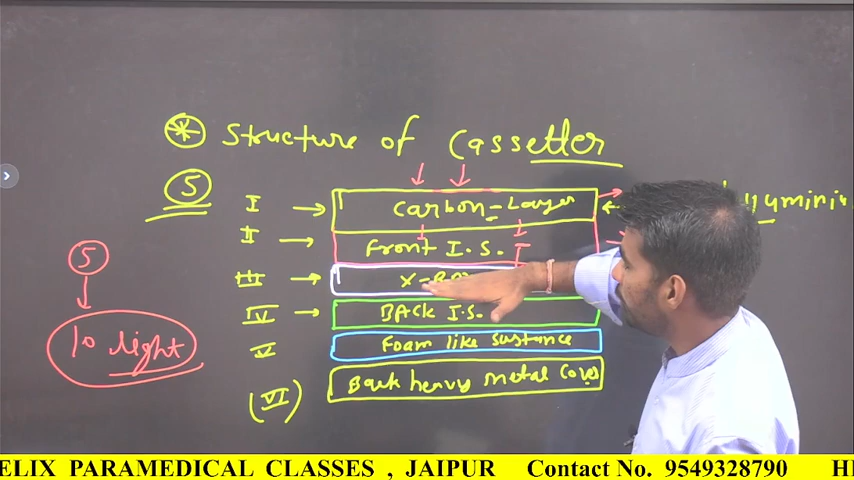 * Structure of Cassetter
5
I Carbon-Layer
II Front I.S.
III X-R
IV BAck I.S.
V Foam like sustance
(VI) Back heavy metal Cover
5
10 light
ELIX PARAMEDICAL CLASSES , JAIPUR Contact No. 9549328790 HE